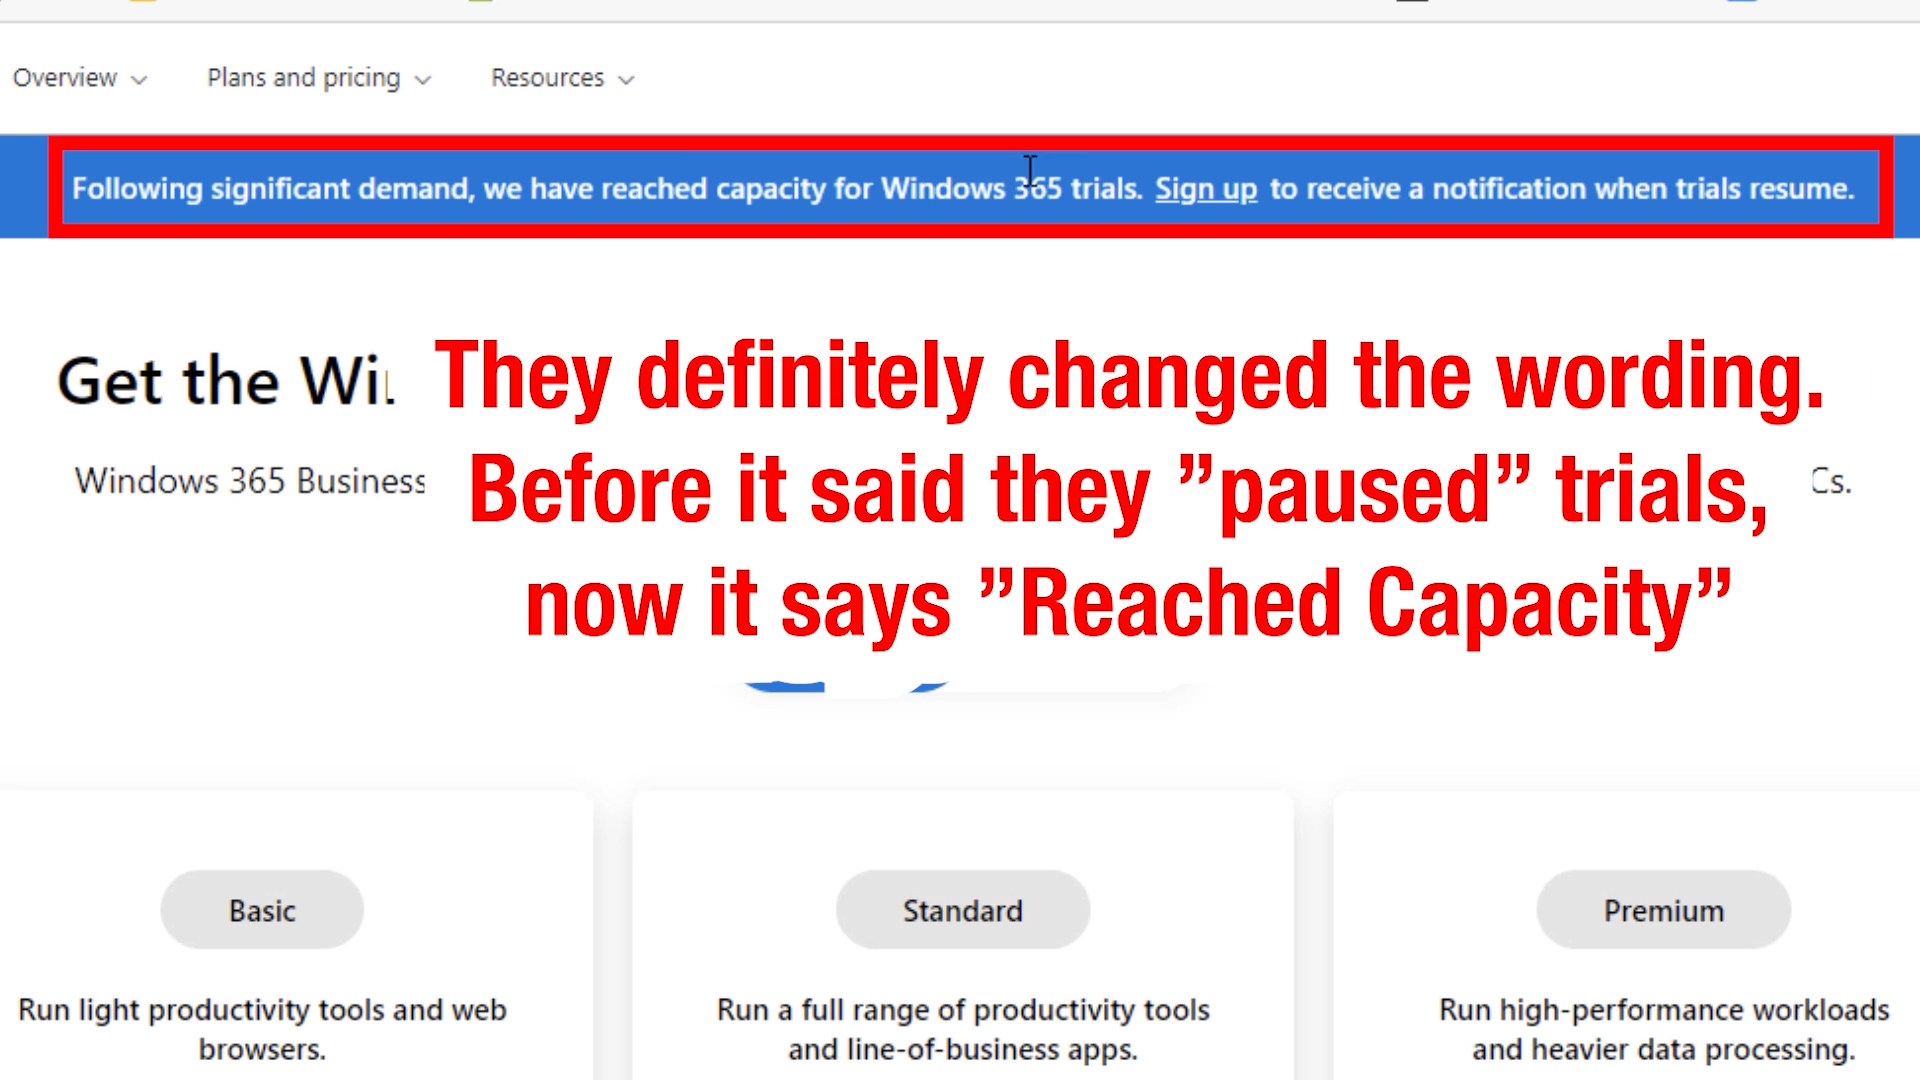 Overview
Plans and pricing
Resources
Following significant demand, we have reached capacity for Windows 365 trials. Sign up to receive a notification when trials resume.
Get the
They definitely changed the wording.
Before it said they ”paused” trials,
now it says ”Reached Capacity”
Windows 365 Business
Basic
Run light productivity tools and web
browsers.
Standard
Run a full range of productivity tools
and line-of-business apps.
Premium
Run high-performance workloads
and heavier data processing.